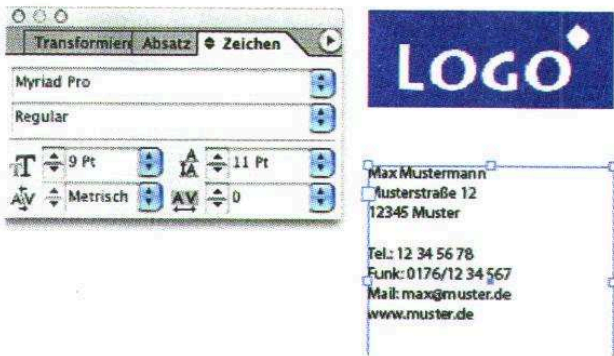 Transformieren Absatz Zeichen
Myriad Pro
Regular
9 Pt 11 Pt
Metrisch 0
LOGO
Max Mustermann
Musterstraße 12
12345 Muster
Tel.: 12 34 56 78
Funk: 0176/12 34 567
Mail: max@muster.de
www.muster.de